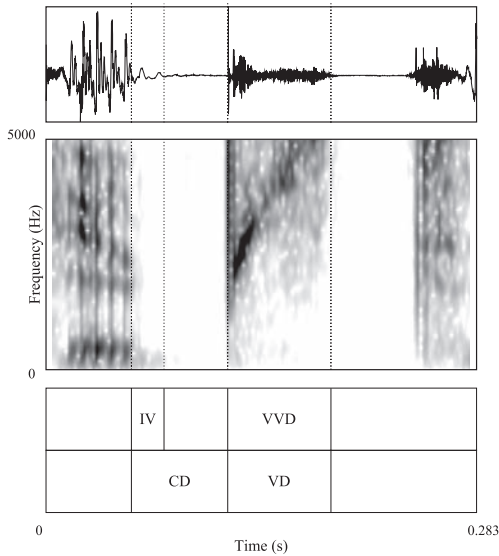 5000
Frequency (Hz)
0
IV VVD
CD VD
0 0.283
Time (s)